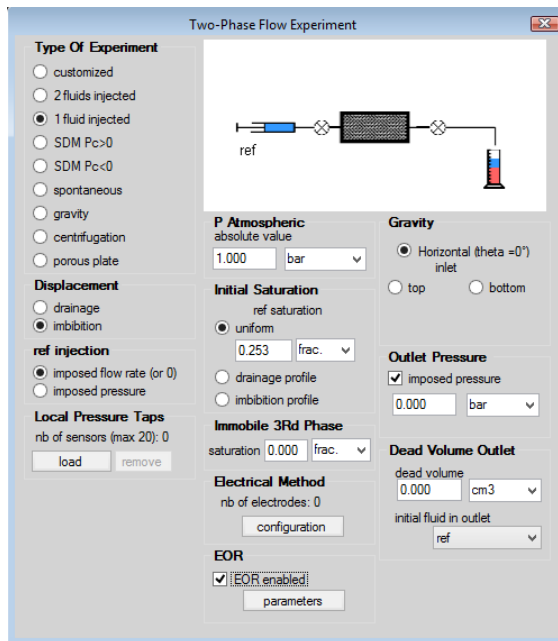 Two-Phase Flow Experiment
Type Of Experiment
customized
2 fluids injected
1 fluid injected
SDM Pc>0
SDM Pc<0
spontaneous
gravity
centrifugation
porous plate
Displacement
drainage
imbibition
ref injection
imposed flow rate (or 0)
imposed pressure
Local Pressure Taps
nb of sensors (max 20): 0
load
remove
ref
P Atmospheric
absolute value
1.000
bar
Initial Saturation
ref saturation
uniform
0.253
frac.
drainage profile
imbibition profile
Immobile 3Rd Phase
saturation
0.000
frac.
Electrical Method
nb of electrodes: 0
configuration
EOR
EOR enabled
parameters
Gravity
Horizontal (theta =0°)
inlet
top
bottom
Outlet Pressure
imposed pressure
0.000
bar
Dead Volume Outlet
dead volume
0.000
cm3
initial fluid in outlet
ref